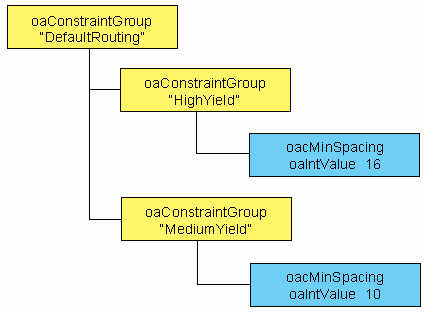 oaConstraintGroup
"DefaultRouting"
oaConstraintGroup
"HighYield"
oacMinSpacing
oaIntValue 16
oaConstraintGroup
"MediumYield"
oacMinSpacing
oaIntValue 10